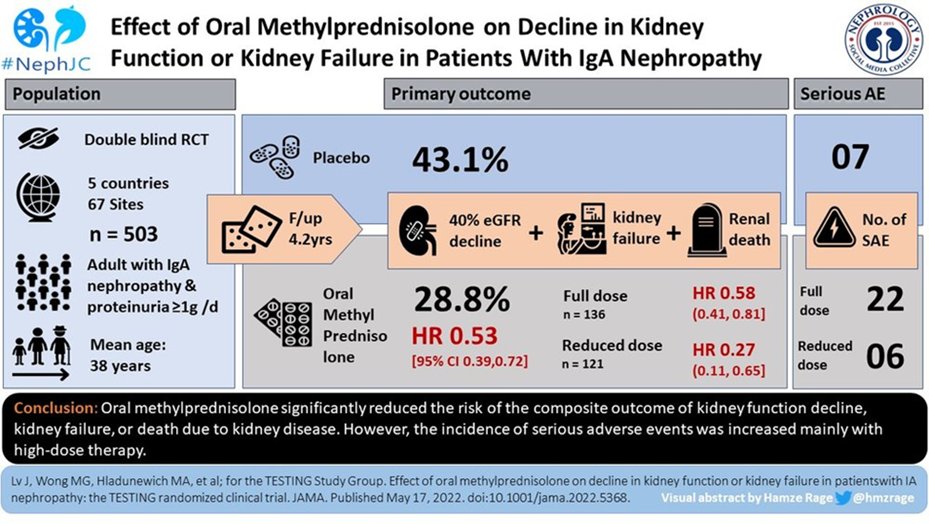 Effect of Oral Methylprednisolone on Decline in Kidney
Function or Kidney Failure in Patients With IgA Nephropathy
#NephJC
NEPHROLOGY
EST 2015
SOCIAL MEDIA COLLECTIVE
Population
Primary outcome
Serious AE
Double blind RCT
5 countries
67 Sites
n = 503
Adult with IgA
nephropathy &
proteinuria ≥1g /d
Mean age:
38 years
Placebo
43.1%
07
F/up
4.2yrs
40% eGFR
decline
+
kidney
failure
+
Renal
death
No. of
SAE
Oral
Methyl
Predniso
lone
28.8%
HR 0.53
[95% CI 0.39,0.72]
Full dose
n = 136
HR 0.58
(0.41, 0.81]
Reduced dose
n = 121
HR 0.27
(0.11, 0.65]
Full
dose
22
Reduced
dose
06
Conclusion: Oral methylprednisolone significantly reduced the risk of the composite outcome of kidney function decline,
kidney failure, or death due to kidney disease. However, the incidence of serious adverse events was increased mainly with
high-dose therapy.
Lv J, Wong MG, Hladunewich MA, et al; for the TESTING Study Group. Effect of oral methylprednisolone on decline in kidney function or kidney failure in patientswith IA
nephropathy: the TESTING randomized clinical trial. JAMA. Published May 17, 2022. doi:10.1001/jama.2022.5368.
Visual abstract by Hamze Rage @hmzrage